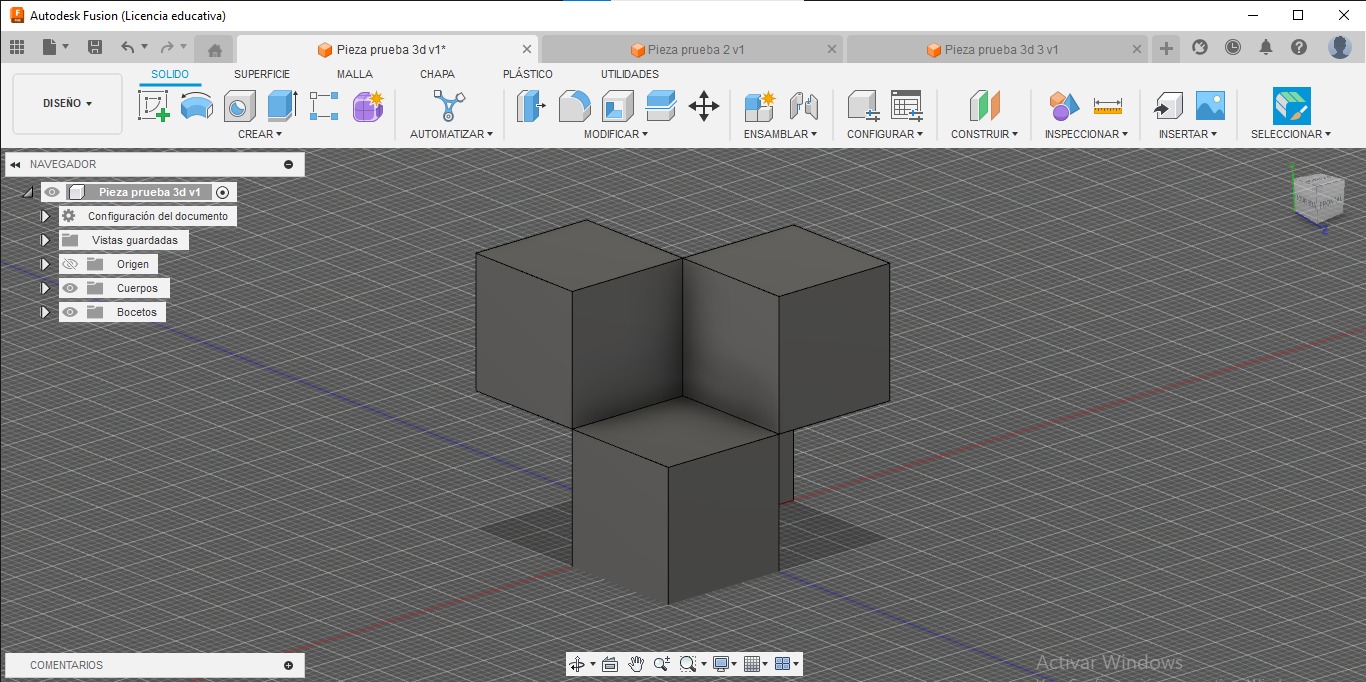 Autodesk Fusion (Licencia educativa)
Pieza prueba 3d v1*
Pieza prueba 2 v1
Pieza prueba 3d 3 v1
SOLIDO SUPERFICIE MALLA CHAPA PLÁSTICO UTILIDADES
DISEÑO
CREAR AUTOMATIZAR MODIFICAR ENSAMBLAR CONFIGURAR CONSTRUIR INSPECCIONAR INSERTAR SELECCIONAR
NAVEGADOR
Pieza prueba 3d v1
Configuración del documento
Vistas guardadas
Origen
Cuerpos
Bocetos
FRONTAL
Z
COMENTARIOS
Activar Windows